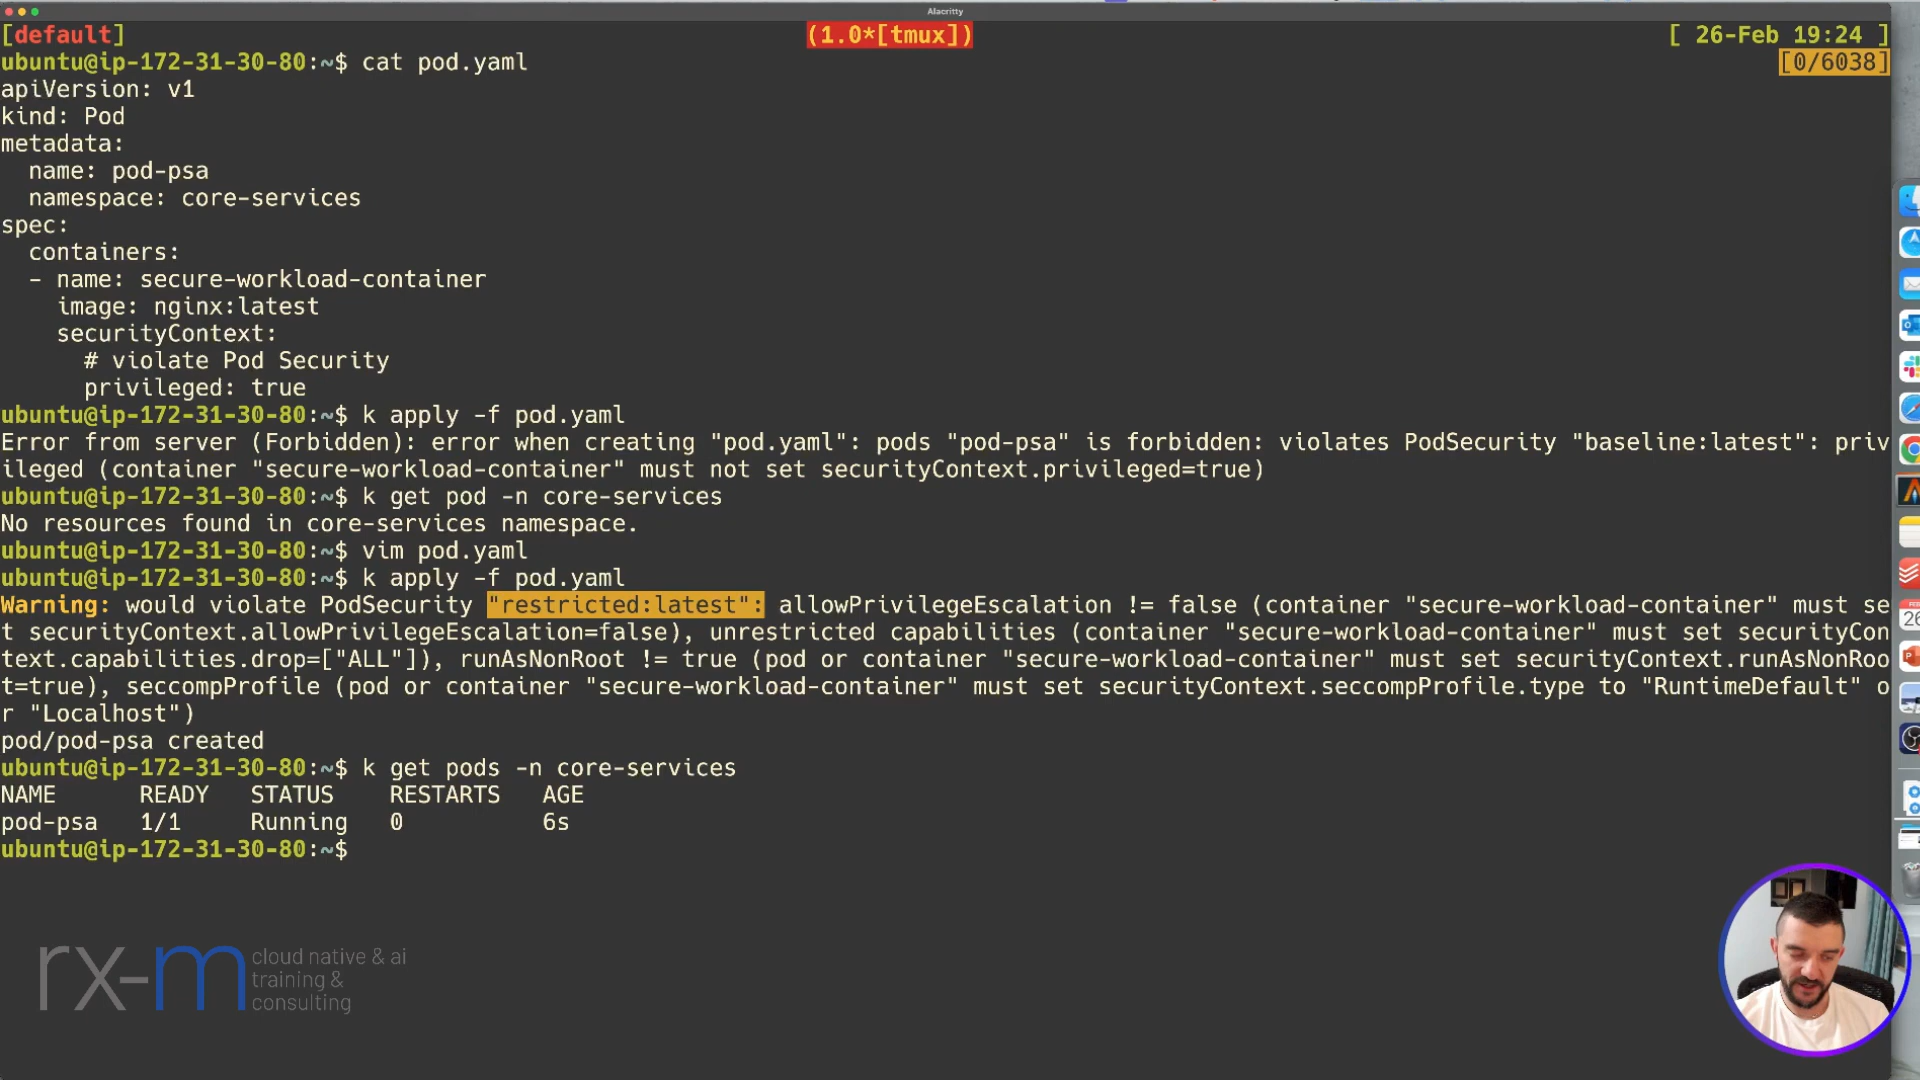 Alacritty
[default] (1.0*[tmux]) [ 26-Feb 19:24 ]
ubuntu@ip-172-31-30-80:~$ cat pod.yaml [0/6038]
apiVersion: v1
kind: Pod
metadata:
  name: pod-psa
  namespace: core-services
spec:
  containers:
  - name: secure-workload-container
    image: nginx:latest
    securityContext:
      # violate Pod Security
      privileged: true
ubuntu@ip-172-31-30-80:~$ k apply -f pod.yaml
Error from server (Forbidden): error when creating "pod.yaml": pods "pod-psa" is forbidden: violates PodSecurity "baseline:latest": priv
ileged (container "secure-workload-container" must not set securityContext.privileged=true)
ubuntu@ip-172-31-30-80:~$ k get pod -n core-services
No resources found in core-services namespace.
ubuntu@ip-172-31-30-80:~$ vim pod.yaml
ubuntu@ip-172-31-30-80:~$ k apply -f pod.yaml
Warning: would violate PodSecurity "restricted:latest": allowPrivilegeEscalation != false (container "secure-workload-container" must se
t securityContext.allowPrivilegeEscalation=false), unrestricted capabilities (container "secure-workload-container" must set securityCon
text.capabilities.drop=["ALL"]), runAsNonRoot != true (pod or container "secure-workload-container" must set securityContext.runAsNonRoo
t=true), seccompProfile (pod or container "secure-workload-container" must set securityContext.seccompProfile.type to "RuntimeDefault" o
r "Localhost")
pod/pod-psa created
ubuntu@ip-172-31-30-80:~$ k get pods -n core-services
NAME READY STATUS RESTARTS AGE
pod-psa 1/1 Running 0 6s
ubuntu@ip-172-31-30-80:~$
rx-m
cloud native & ai
training &
consulting